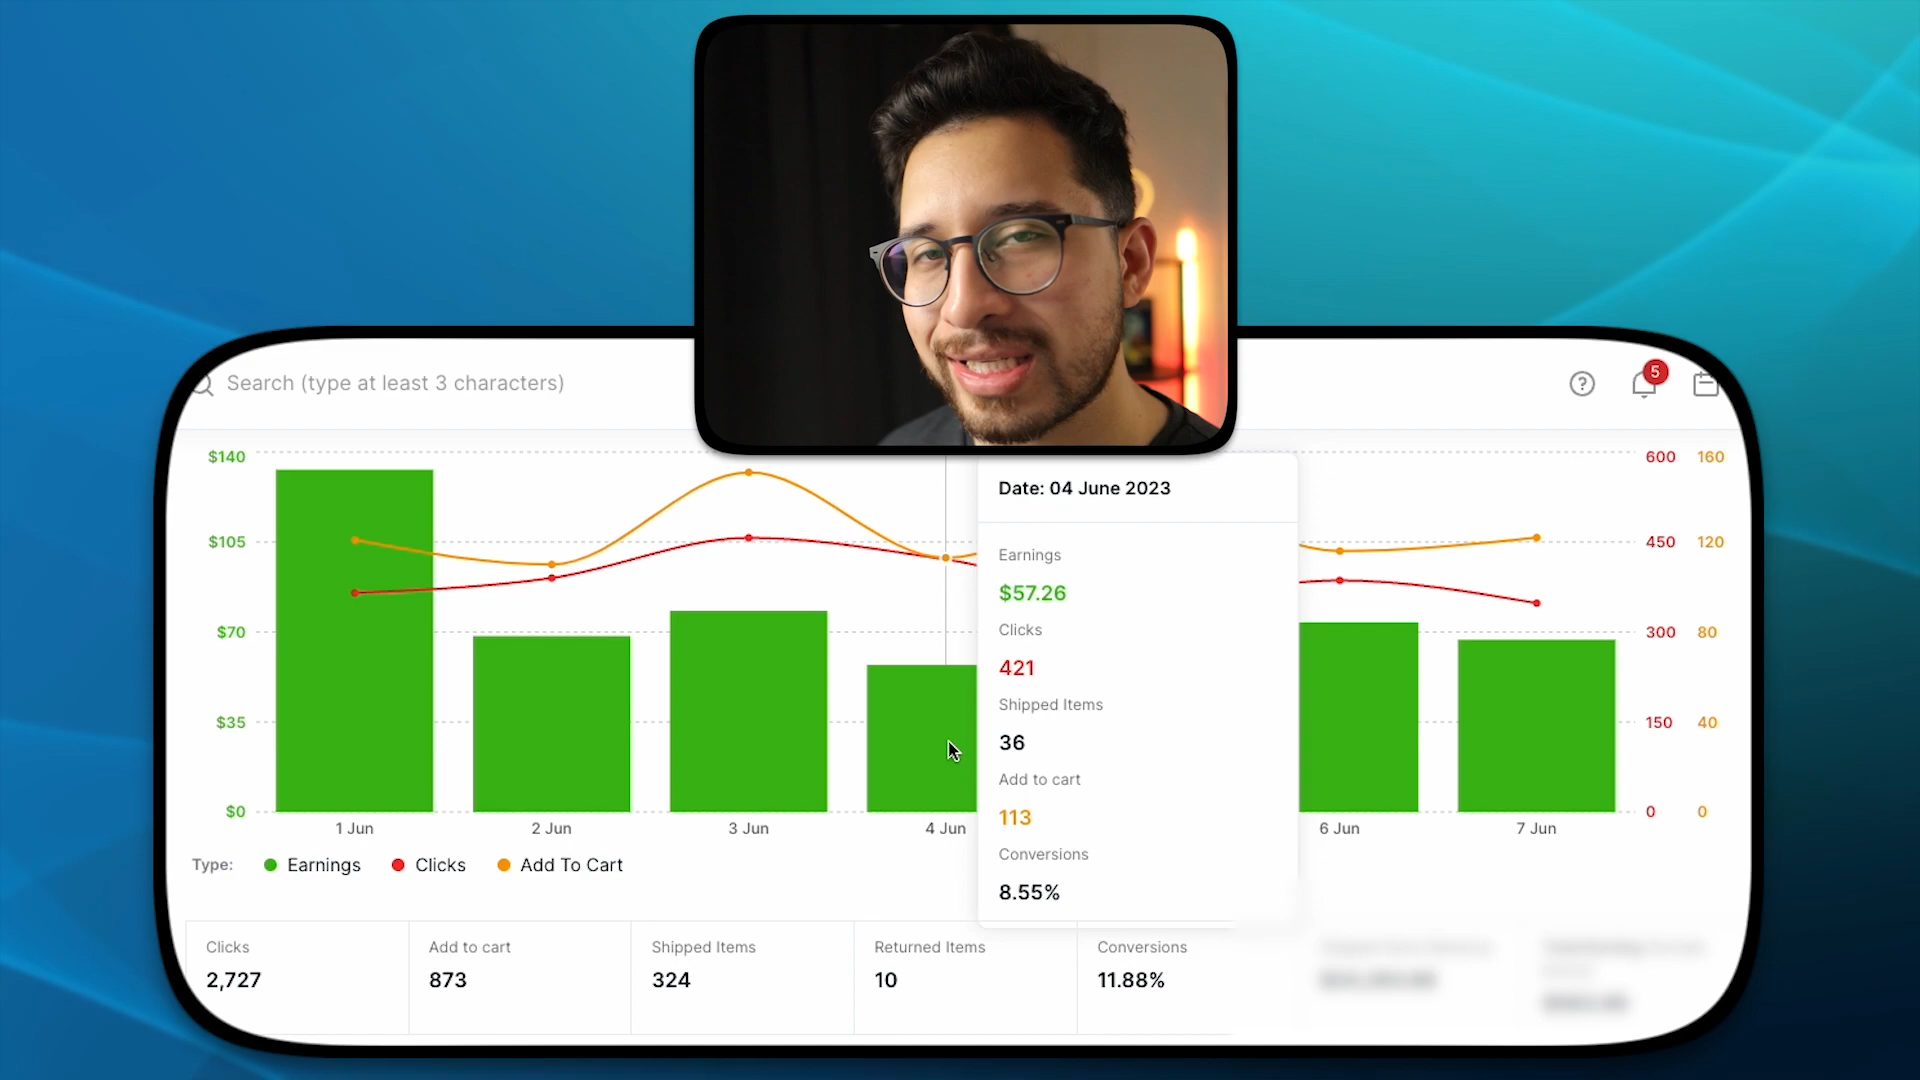 Search (type at least 3 characters)
5
$140
600 160
Date: 04 June 2023
$105
450 120
Earnings
$57.26
Clicks
$70
300 80
421
Shipped Items
$35
150 40
36
Add to cart
$0
0 0
113
1 Jun 2 Jun 3 Jun 4 Jun 6 Jun 7 Jun
Conversions
8.55%
Type: Earnings Clicks Add To Cart
Clicks Add to cart Shipped Items Returned Items Conversions
2,727 873 324 10 11.88%